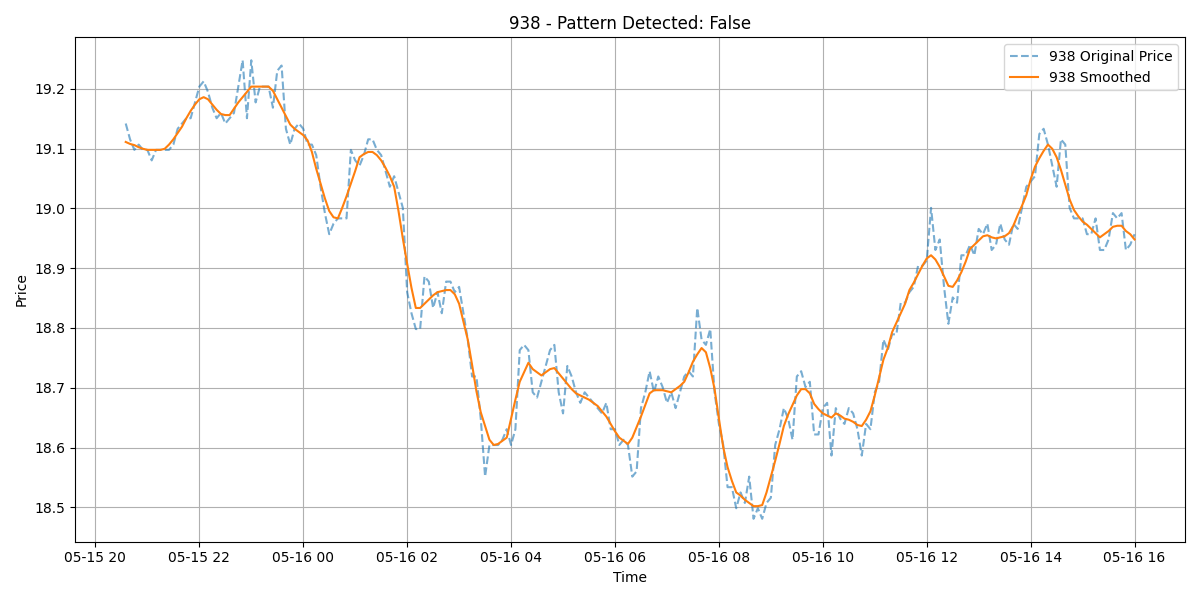 938 - Pattern Detected: False
938 Original Price
938 Smoothed
Price
19.2
19.1
19.0
18.9
18.8
18.7
18.6
18.5
05-15 20 05-15 22 05-16 00 05-16 02 05-16 04 05-16 06 05-16 08 05-16 10 05-16 12 05-16 14 05-16 16
Time